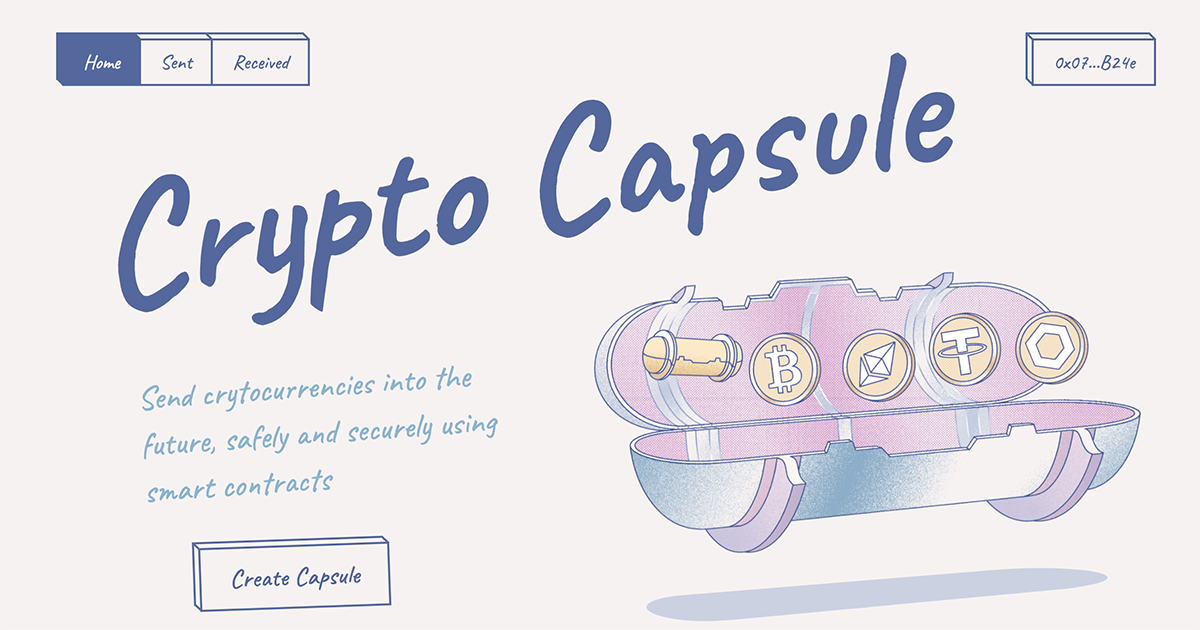 Home
Sent
Received
0x07...B24e
Crypto Capsule
Send crytocurrencies into the
future, safely and securely using
smart contracts
Create Capsule